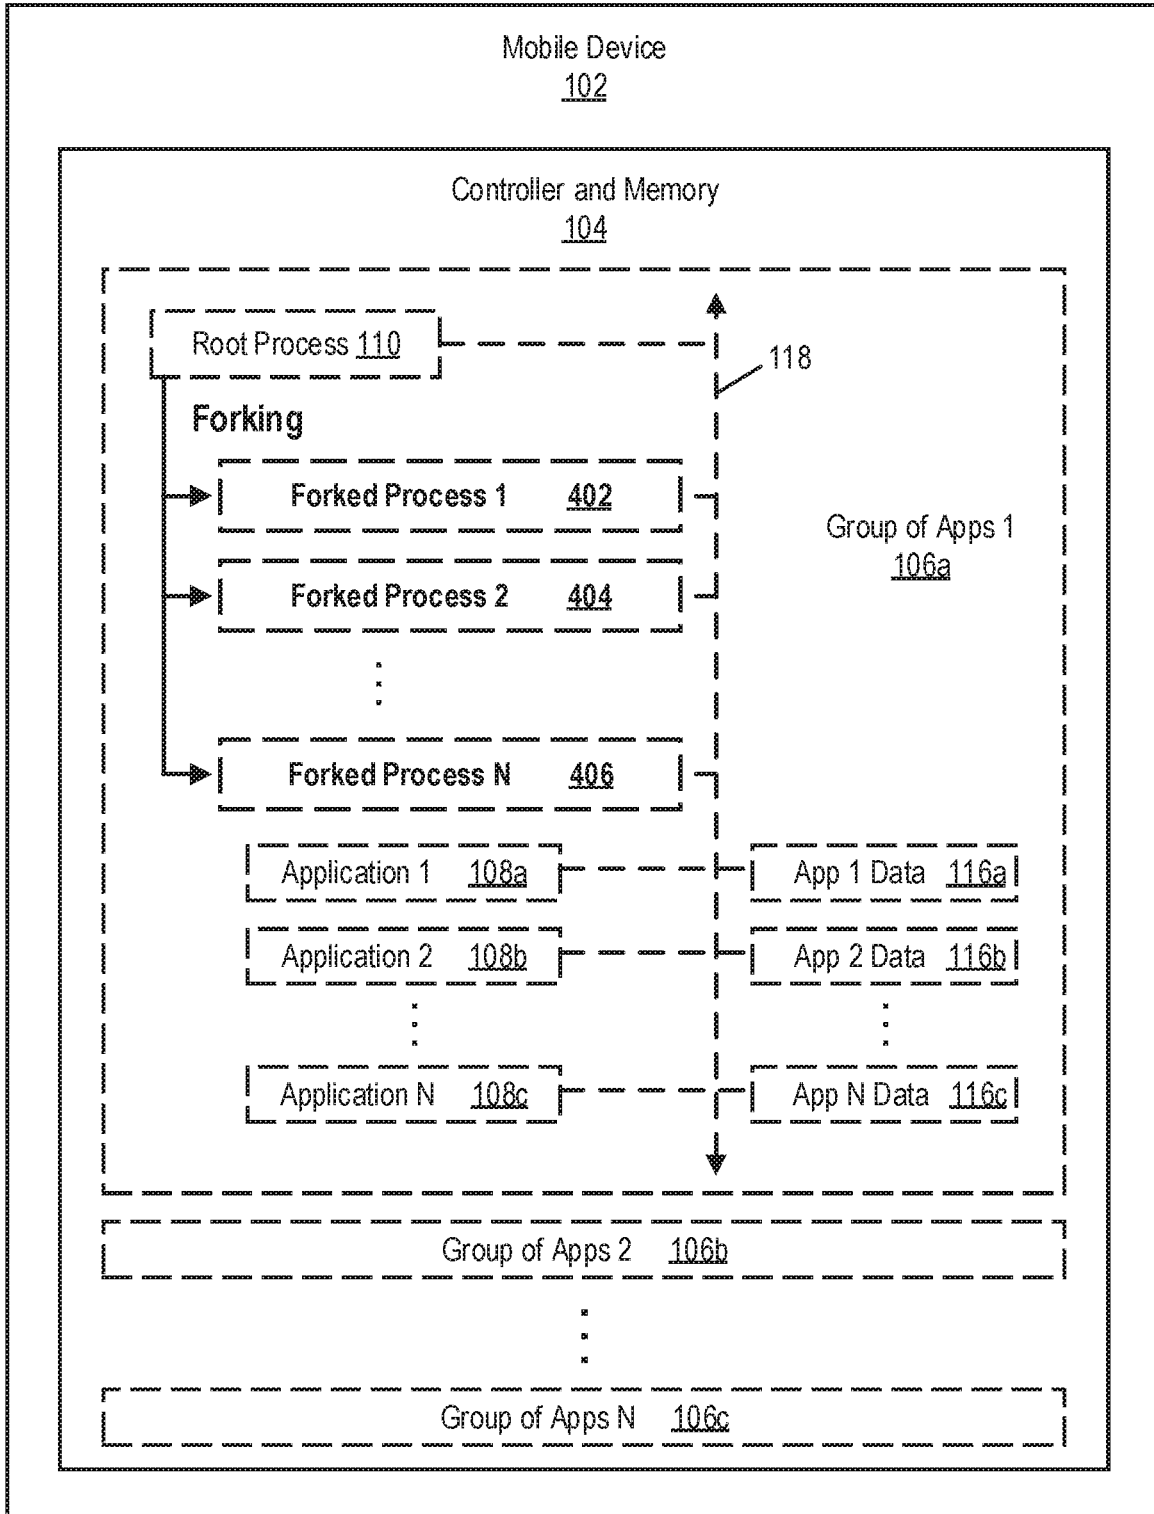 Mobile Device
102
Controller and Memory
104
Root Process 110
118
Forking
Forked Process 1 402
Group of Apps 1
106a
Forked Process 2 404
Forked Process N 406
Application 1 108a
App 1 Data 116a
Application 2 108b
App 2 Data 116b
Application N 108c
App N Data 116c
Group of Apps 2 106b
Group of Apps N 106c